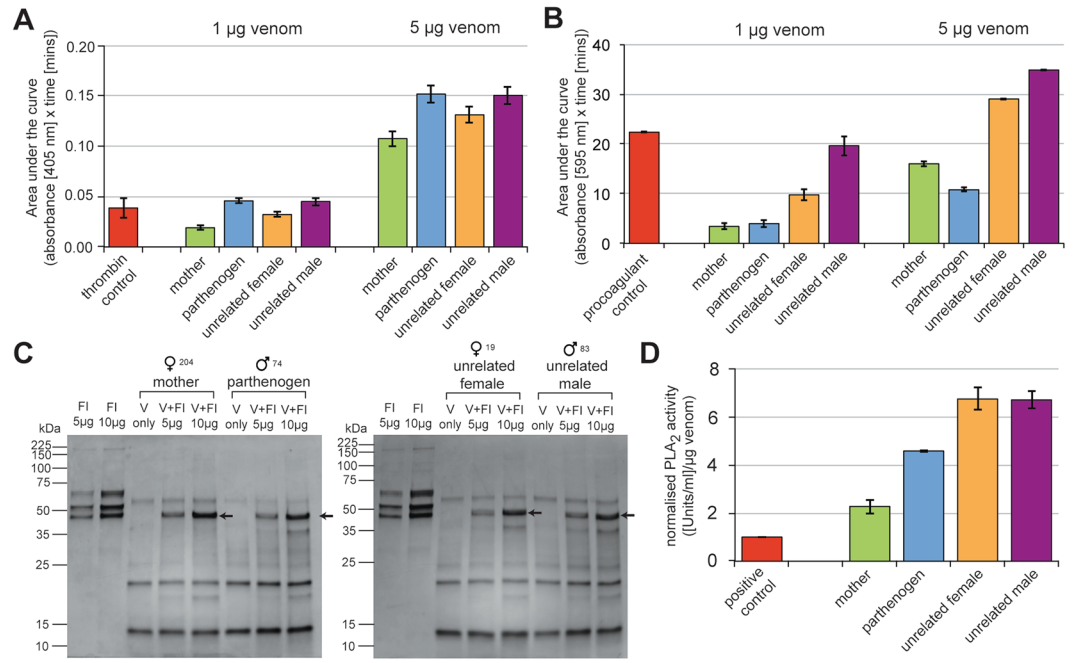 A
1 µg venom
5 µg venom
Area under the curve
(absorbance [405 nm] x time [mins])
0.20
0.15
0.10
0.05
0.00
thrombin
control
mother
parthenogen
unrelated female
unrelated male
mother
parthenogen
unrelated female
unrelated male
B
1 µg venom
5 µg venom
Area under the curve
(absorbance [595 nm] x time [mins])
40
30
20
10
0
procoagulant
control
mother
parthenogen
unrelated female
unrelated male
mother
parthenogen
unrelated female
unrelated male
C
♀ 204
mother
♂ 74
parthenogen
FI
5µg
FI
10µg
V
only
V+FI
5µg
V+FI
10µg
V
only
V+FI
5µg
V+FI
10µg
kDa
225
150
100
75
50
35
25
15
10
♀ 19
unrelated
female
♂ 83
unrelated
male
FI
5µg
FI
10µg
V
only
V+FI
5µg
V+FI
10µg
V
only
V+FI
5µg
V+FI
10µg
kDa
225
150
100
75
50
35
25
15
10
D
normalised PLA2 activity
([Units/ml]/µg venom)
8
6
4
2
0
positive
control
mother
parthenogen
unrelated female
unrelated male